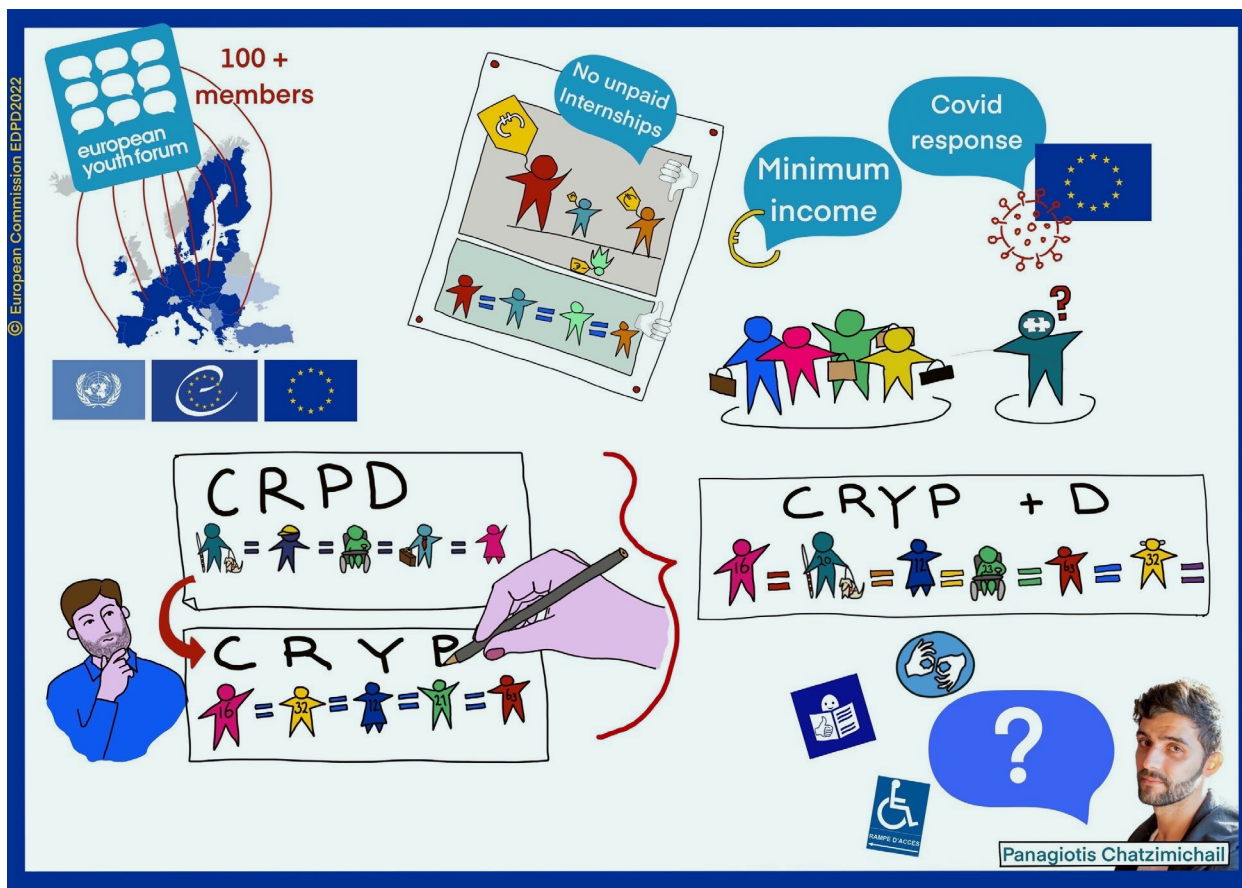 © European Commission EDPD2022
100 +
members
european
youth forum
No unpaid
Internships
Minimum
income
Covid
response
€
€
= = =
CRPD
= = = =
CRYP
16 = 32 = 12 = 21 = 63
CRYP + D
16 = 20 = 12 = 23 = 63 = 32 =
?
?
RAMPE D'ACCES
Panagiotis Chatzimichail